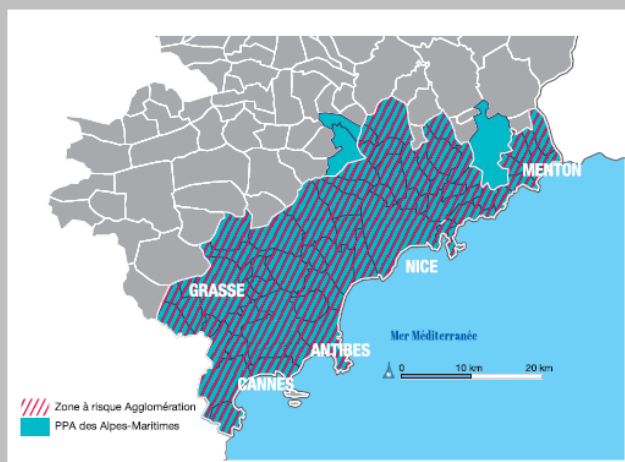 MENTON
NICE
GRASSE
Mer Méditerranée
ANTIBES
0 10 km 20 km
CANNES
Zone à risque Agglomération
PPA des Alpes-Maritimes